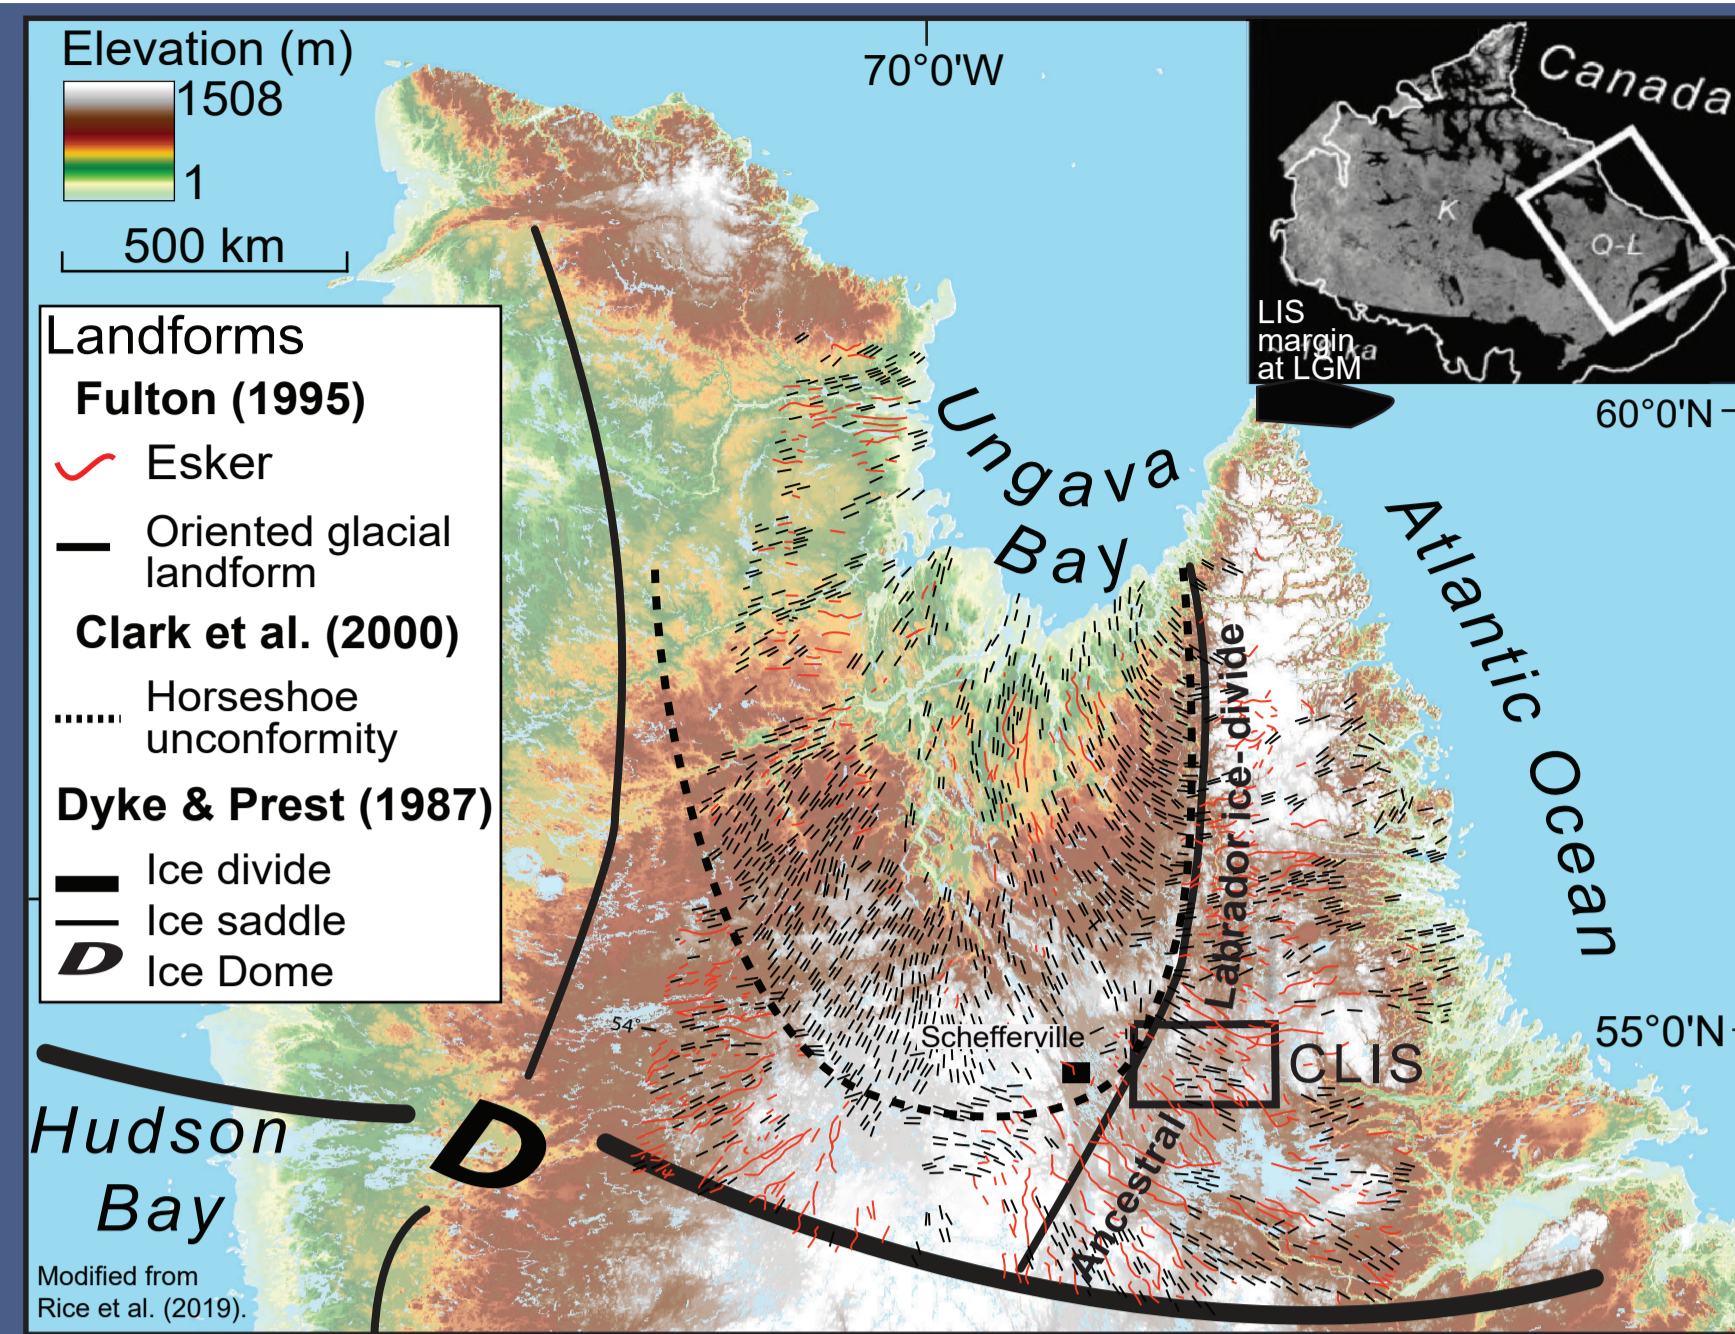 Elevation (m)
1508
1
500 km
70°0'W
Canada
K
Q-L
LIS
margin
at LGM
60°0'N
Landforms
Fulton (1995)
Esker
Oriented glacial
landform
Clark et al. (2000)
Horseshoe
unconformity
Dyke & Prest (1987)
Ice divide
Ice saddle
D
Ice Dome
Ungava
Bay
Atlantic Ocean
Labrador ice-divide
Ancestral
54°
Schefferville
CLIS
55°0'N
D
Hudson
Bay
Modified from
Rice et al. (2019).